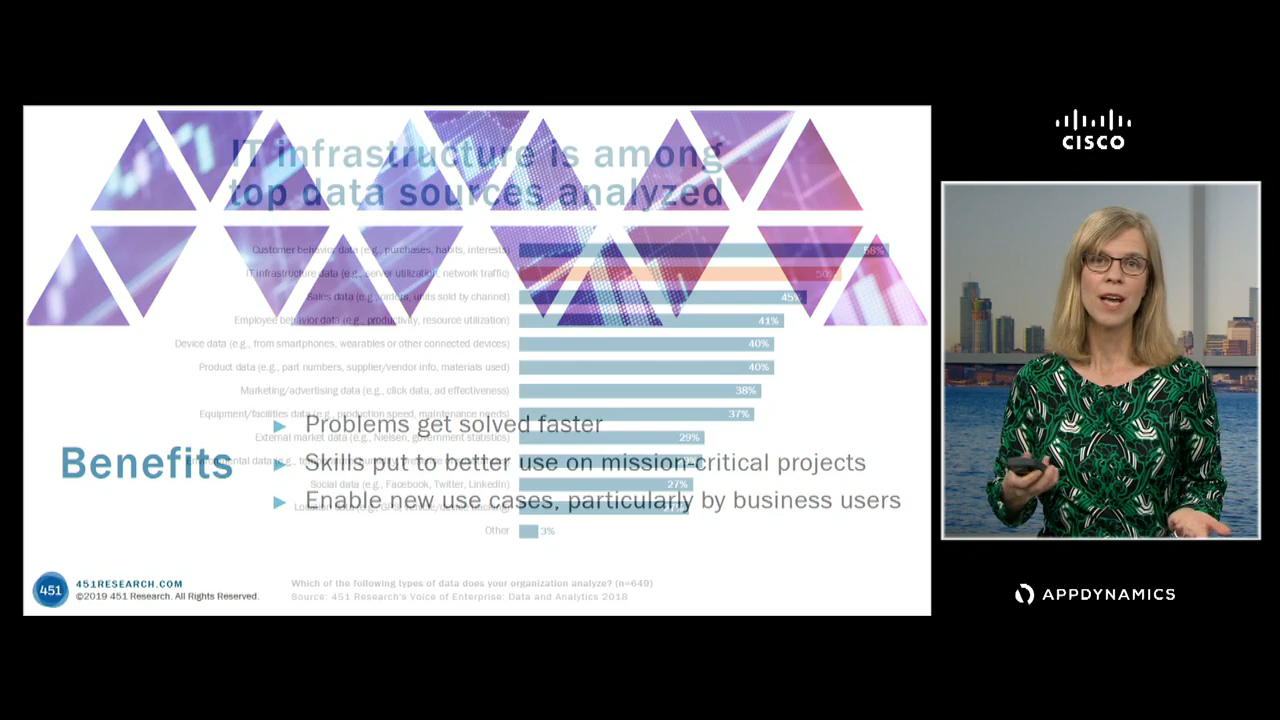 IT infrastructure is among
top data sources analyzed
Customer behavior data (e.g., purchases, habits, interests) 58%
IT infrastructure data (e.g., server utilization, network traffic) 50%
Sales data (e.g., orders, units sold by channel) 45%
Employee behavior data (e.g., productivity, resource utilization) 41%
Device data (e.g., from smartphones, wearables or other connected devices) 40%
Product data (e.g., part numbers, supplier/vendor info, materials used) 40%
Marketing/advertising data (e.g., click data, ad effectiveness) 38%
Equipment/facilities data (e.g., production speed, maintenance needs) 37%
External market data (e.g., Nielsen, government statistics) 29%
Social data (e.g., Facebook, Twitter, LinkedIn) 27%
Other 3%
Benefits
Problems get solved faster
Skills put to better use on mission-critical projects
Enable new use cases, particularly by business users
451
451RESEARCH.COM
©2019 451 Research. All Rights Reserved.
Which of the following types of data does your organization analyze? (n=649)
Source: 451 Research's Voice of Enterprise: Data and Analytics 2018
CISCO
APPDYNAMICS